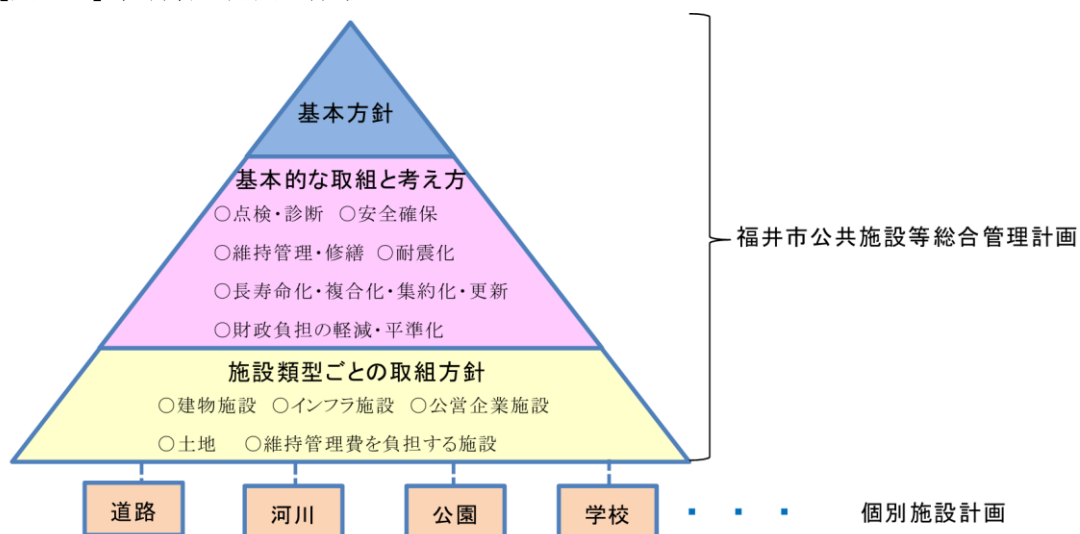 基本方針
基本的な取組と考え方
○点検・診断 ○安全確保
○維持管理・修繕 ○耐震化
○長寿命化・複合化・集約化・更新
○財政負担の軽減・平準化
施設類型ごとの取組方針
○建物施設 ○インフラ施設 ○公営企業施設
○土地 ○維持管理費を負担する施設
福井市公共施設等総合管理計画
道路 河川 公園 学校 ・ ・ ・ 個別施設計画